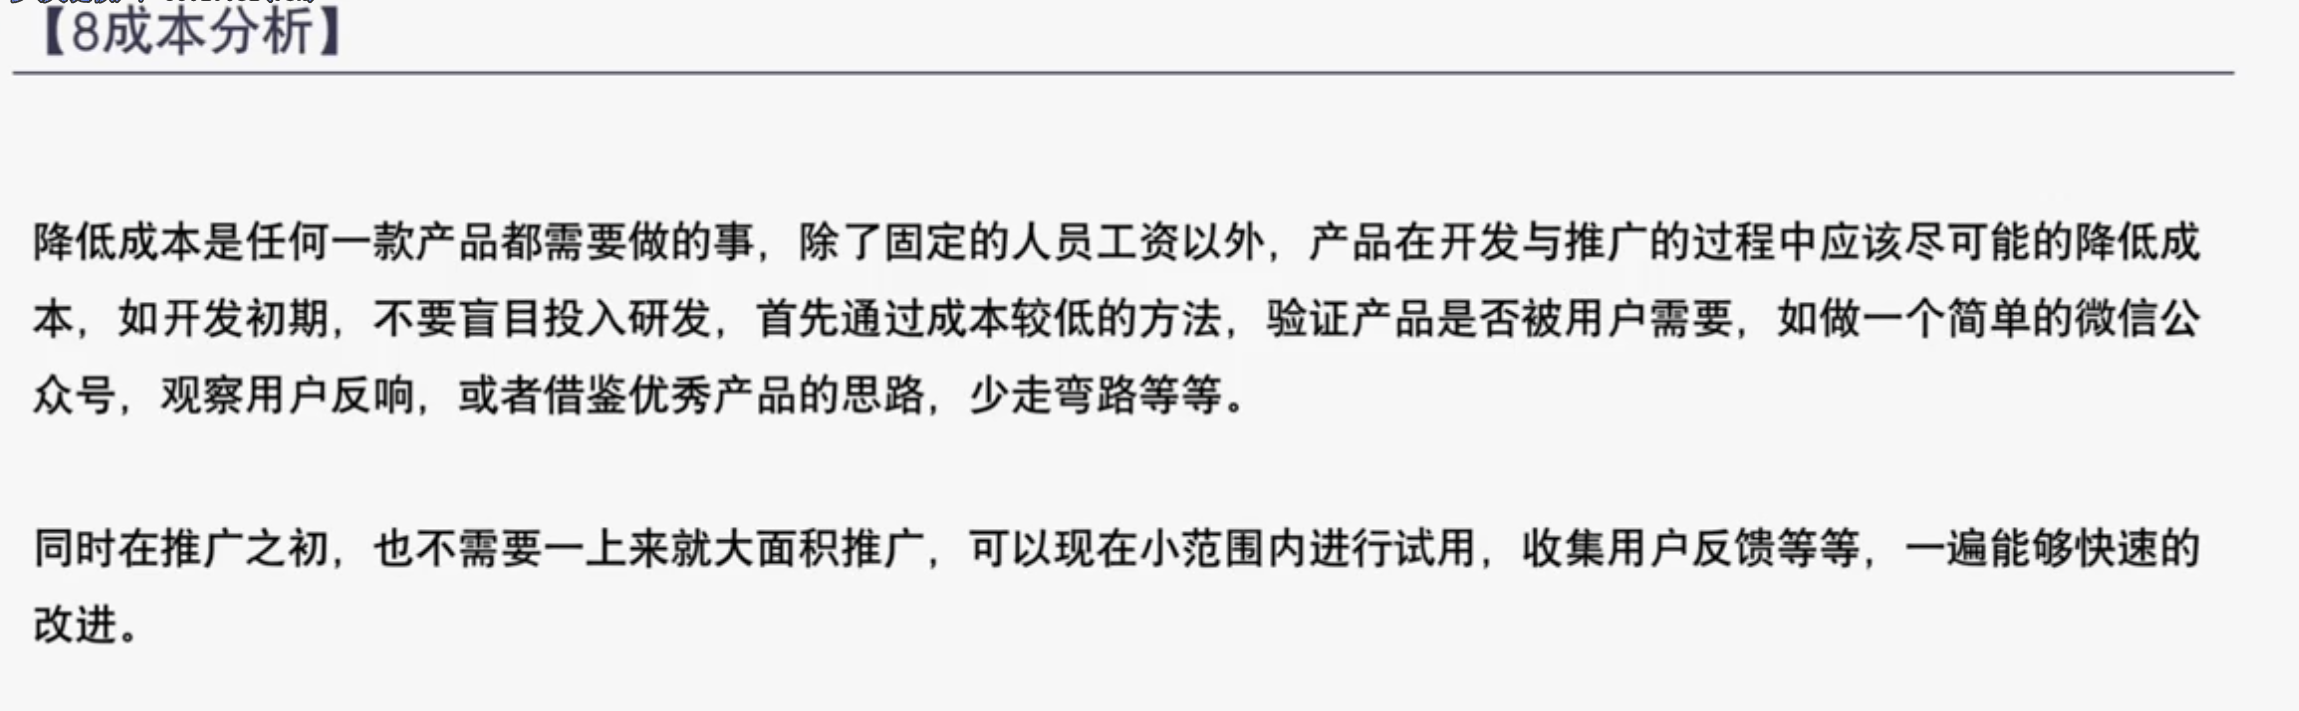 【8成本分析】
降低成本是任何一款产品都需要做的事，除了固定的人员工资以外，产品在开发与推广的过程中应该尽可能的降低成
本，如开发初期，不要盲目投入研发，首先通过成本较低的方法，验证产品是否被用户需要，如做一个简单的微信公
众号，观察用户反响，或者借鉴优秀产品的思路，少走弯路等等。
同时在推广之初，也不需要一上来就大面积推广，可以现在小范围内进行试用，收集用户反馈等等，一遍能够快速的
改进。